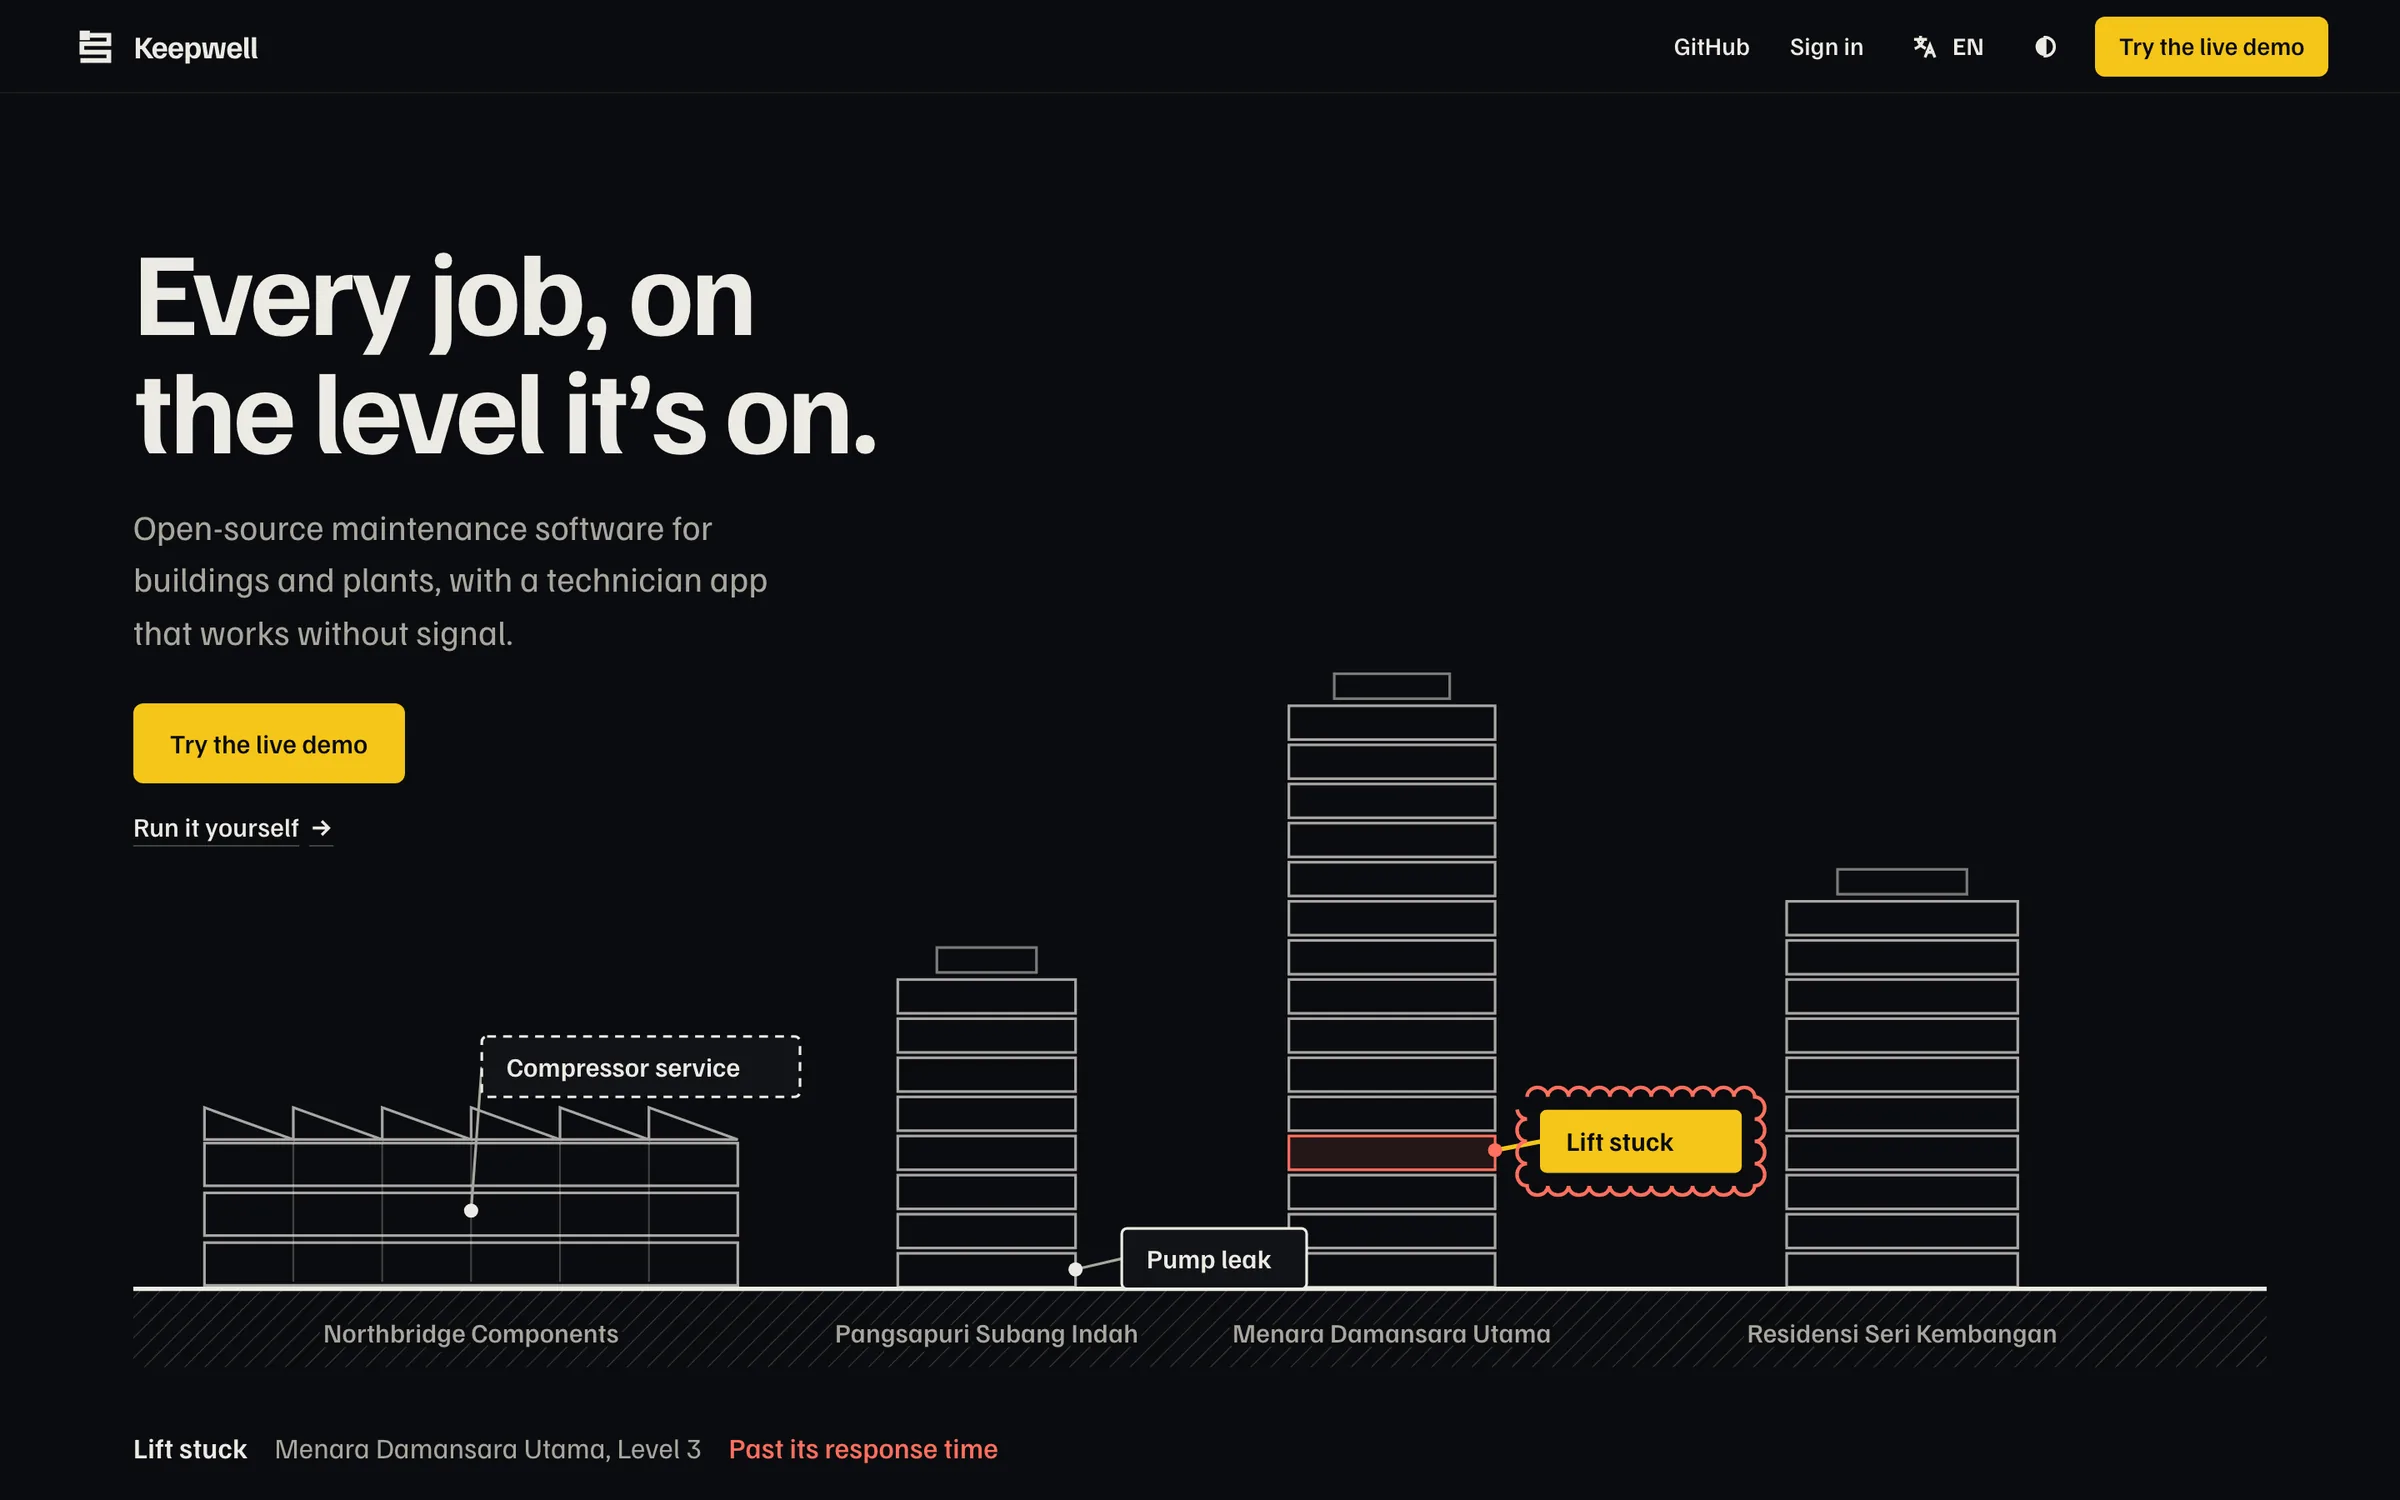 Keepwell
GitHub
Sign in
EN
Try the live demo
Every job, on
the level it’s on.
Open-source maintenance software for
buildings and plants, with a technician app
that works without signal.
Try the live demo
Run it yourself →
Compressor service
Lift stuck
Pump leak
Northbridge Components
Pangsapuri Subang Indah
Menara Damansara Utama
Residensi Seri Kembangan
Lift stuck Menara Damansara Utama, Level 3 Past its response time